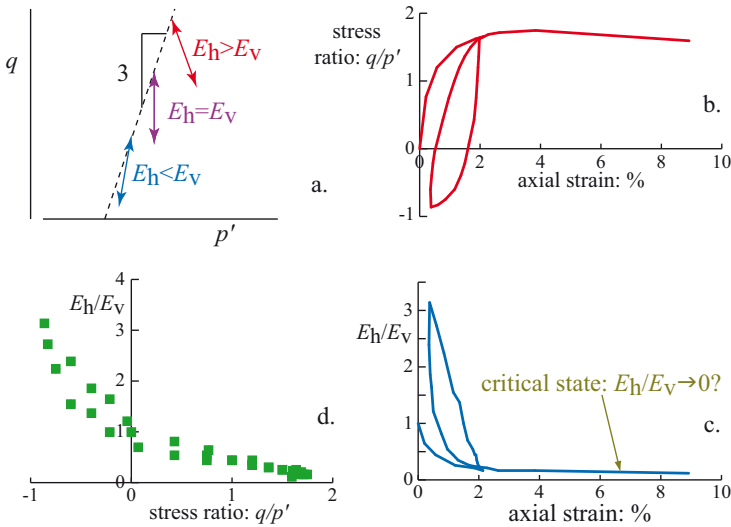 q
3
Eh>Ev
Eh=Ev
Eh<Ev
a.
p'
stress
ratio: q/p'
2
1
0
-1
0
2
4
6
8
10
axial strain: %
b.
4
3
2
1
0
Eh/Ev
d.
-1
0
1
2
stress ratio: q/p'
3
2
1
0
Eh/Ev
critical state: Eh/Ev→0?
c.
0
2
4
6
8
10
axial strain: %